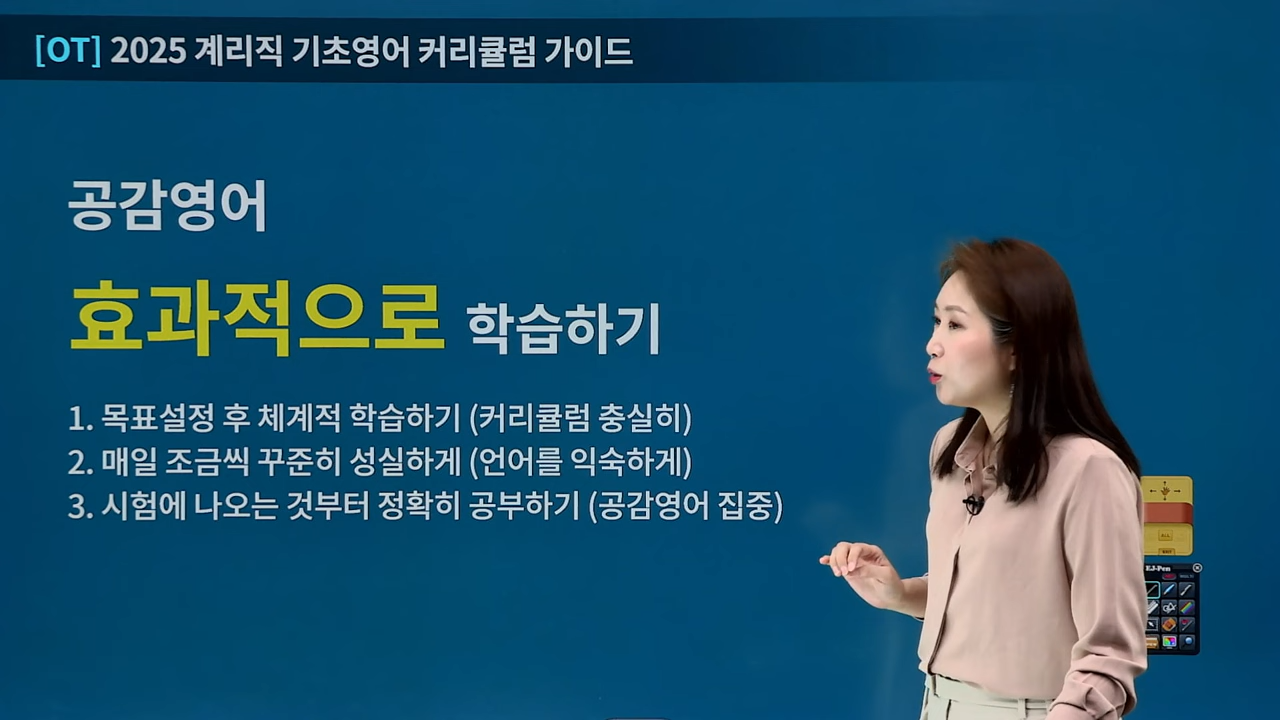 [OT] 2025 계리직 기초영어 커리큘럼 가이드
공감영어
효과적으로 학습하기
1. 목표설정 후 체계적 학습하기 (커리큘럼 충실히)
2. 매일 조금씩 꾸준히 성실하게 (언어를 익숙하게)
3. 시험에 나오는 것부터 정확히 공부하기 (공감영어 집중)
ALL
EJ-Pen